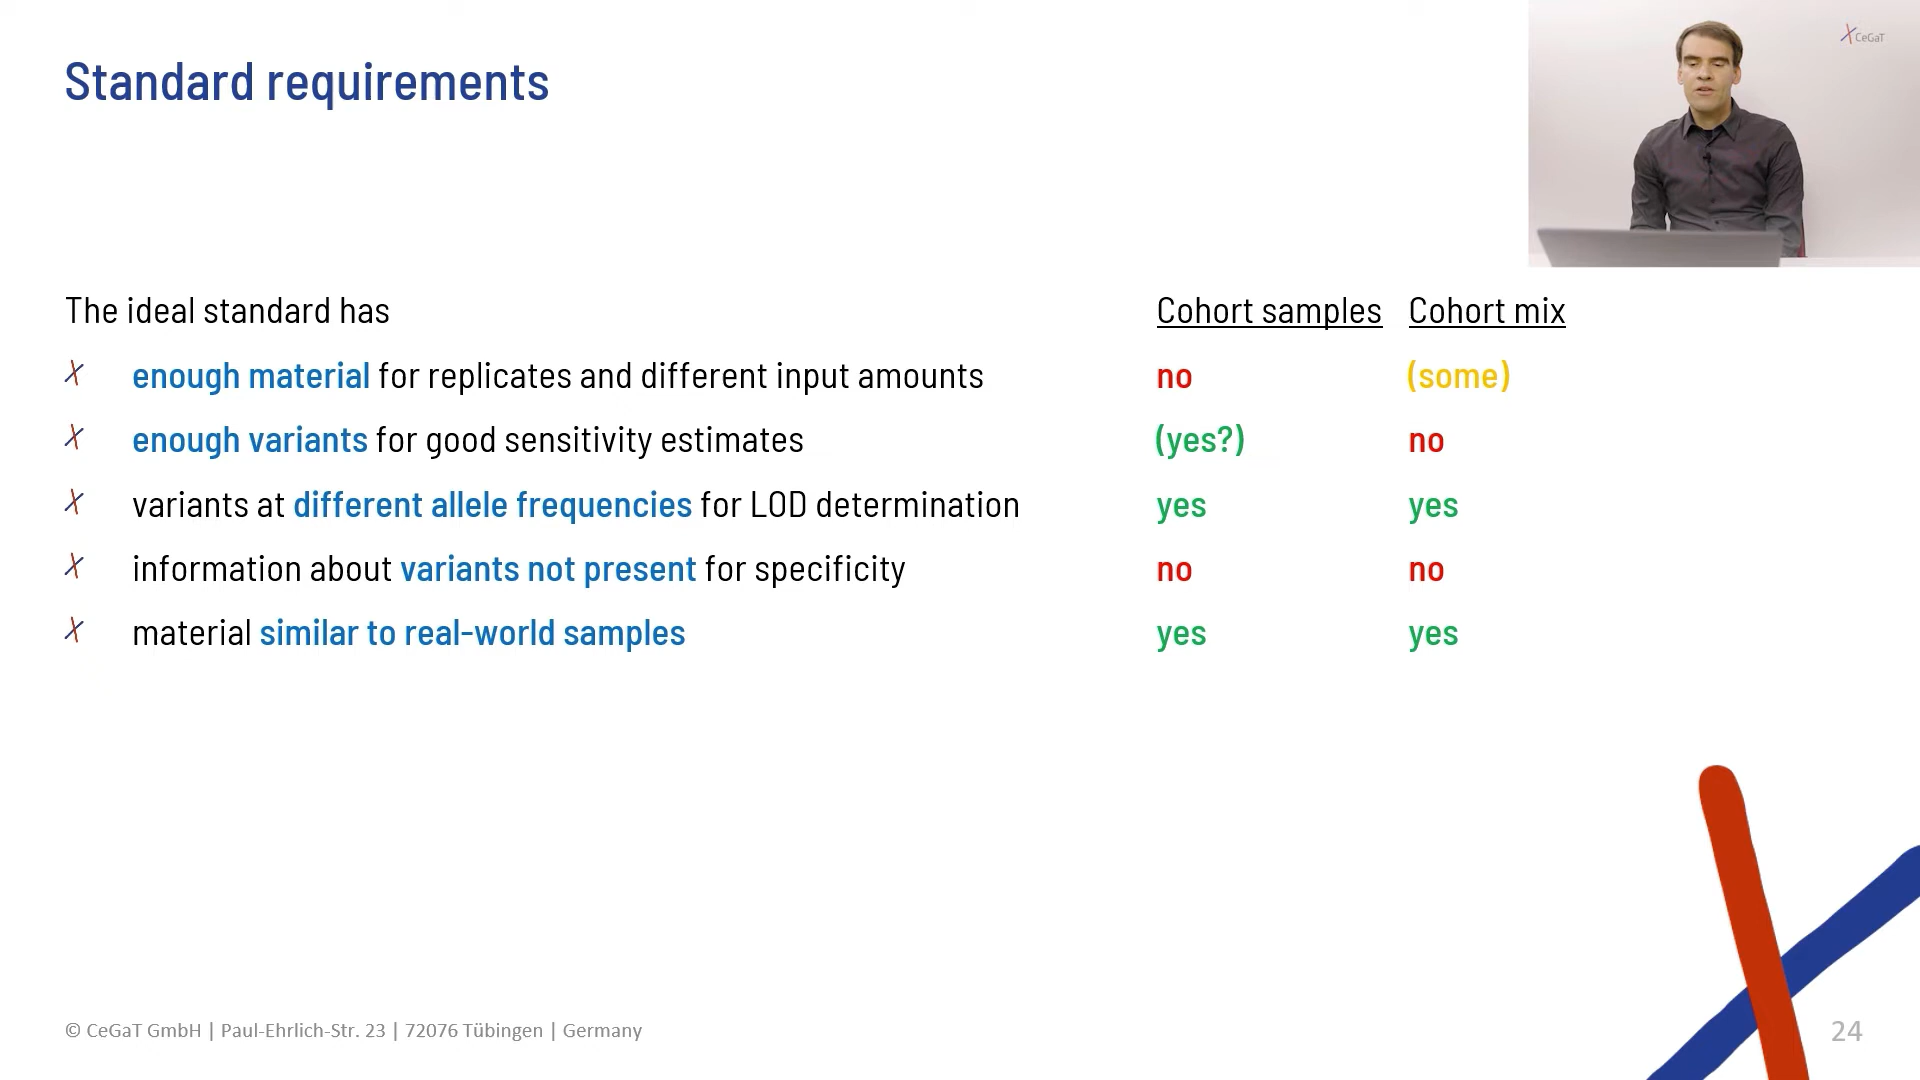 CeGaT
Standard requirements
The ideal standard has Cohort samples Cohort mix
enough material for replicates and different input amounts no (some)
enough variants for good sensitivity estimates (yes?) no
variants at different allele frequencies for LOD determination yes yes
information about variants not present for specificity no no
material similar to real-world samples yes yes
© CeGaT GmbH | Paul-Ehrlich-Str. 23 | 72076 Tübingen | Germany
24